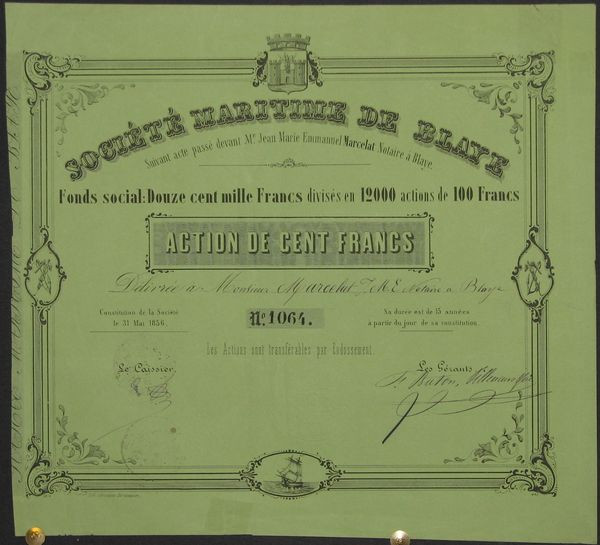 SOCIÉTÉ MARITIME DE BLAYE
Suivant acte passé devant Me. Jean Marie Emmanuel Marcelat Notaire à Blaye.
Fonds social: Douze cent mille Francs divisés en 12000 actions de 100 Francs
ACTION DE CENT FRANCS
Délivrée à Monsieur Marcelat J. M. E. Notaire à Blaye
Constitution de la Société
le 31 Mai 1856.
No. 1064.
Sa durée est de 15 années
à partir du jour de sa constitution.
Les Actions sont transférables par Endossement.
Le Caissier,
Les Gérants